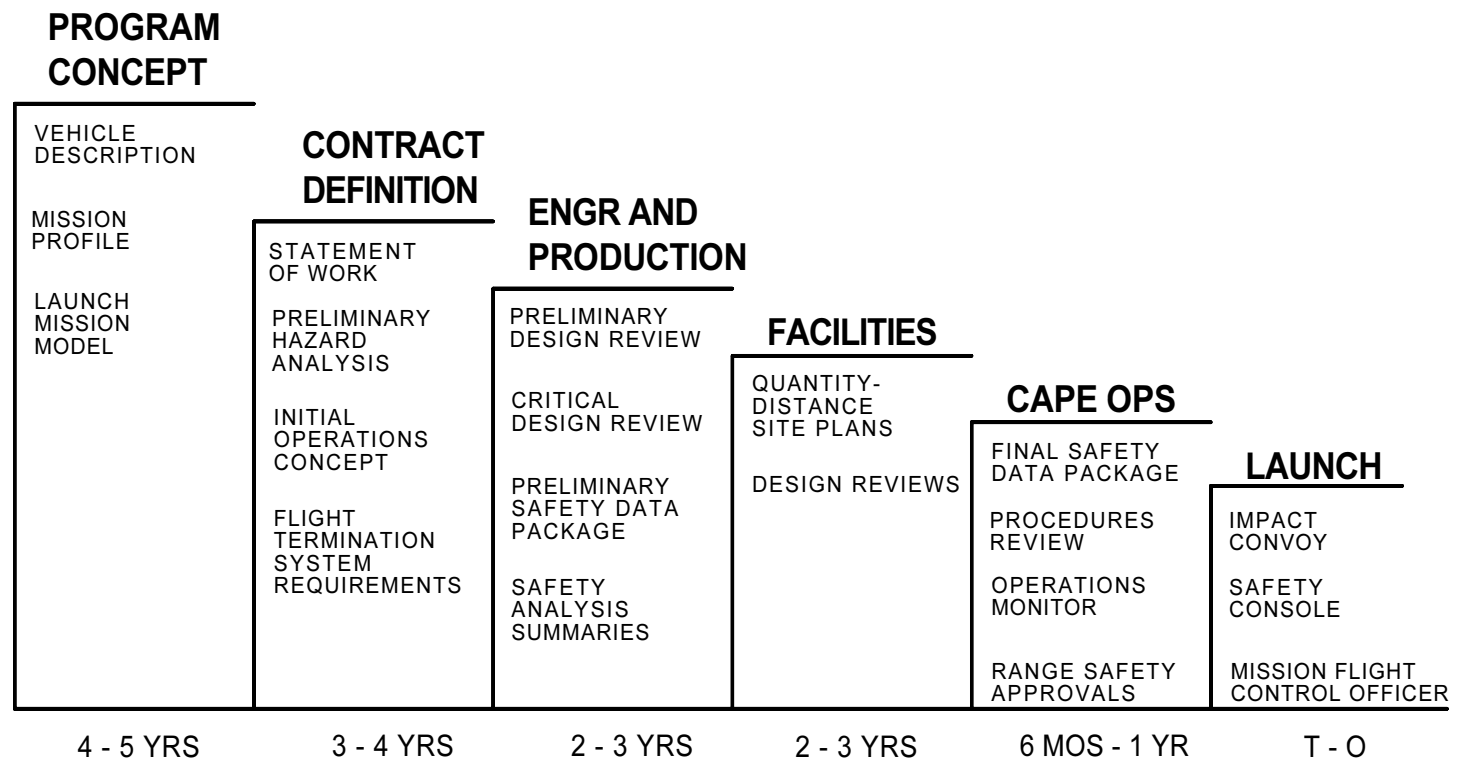 PROGRAM
CONCEPT
VEHICLE
DESCRIPTION
MISSION
PROFILE
LAUNCH
MISSION
MODEL
4 - 5 YRS
CONTRACT
DEFINITION
STATEMENT
OF WORK
PRELIMINARY
HAZARD
ANALYSIS
INITIAL
OPERATIONS
CONCEPT
FLIGHT
TERMINATION
SYSTEM
REQUIREMENTS
3 - 4 YRS
ENGR AND
PRODUCTION
PRELIMINARY
DESIGN REVIEW
CRITICAL
DESIGN REVIEW
PRELIMINARY
SAFETY DATA
PACKAGE
SAFETY
ANALYSIS
SUMMARIES
2 - 3 YRS
FACILITIES
QUANTITY-
DISTANCE
SITE PLANS
DESIGN REVIEWS
2 - 3 YRS
CAPE OPS
FINAL SAFETY
DATA PACKAGE
PROCEDURES
REVIEW
OPERATIONS
MONITOR
RANGE SAFETY
APPROVALS
6 MOS - 1 YR
LAUNCH
IMPACT
CONVOY
SAFETY
CONSOLE
MISSION FLIGHT
CONTROL OFFICER
T - O